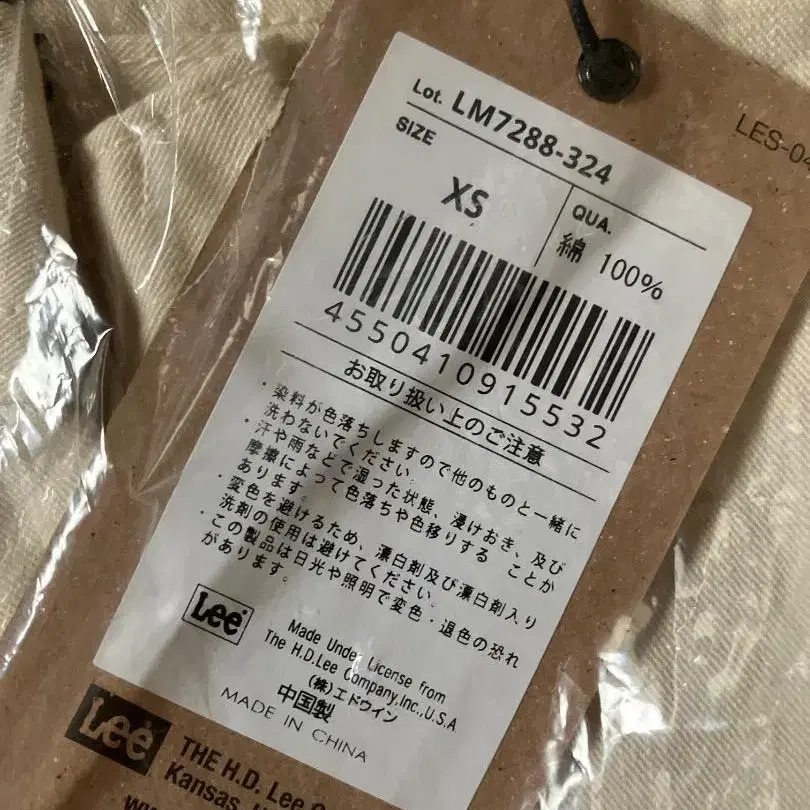 LES-04
Lot. LM7288-324
SIZE
XS
QUA.
綿 100%
4550410915532
お取り扱い上のご注意
・染料が色落ちしますので他のものと一緒に
洗わないでください。
・汗や雨などで湿った状態、浸けおき、及び
摩擦によって色落ちや色移りする ことが
あります。
・変色を避けるため、漂白剤及び漂白剤入り
洗剤の使用は避けてください。
・この製品は日光や照明で変色・退色の恐れ
があります。
Lee
Made Under License from
The H.D.Lee Company,Inc.,U.S.A
(株)エドウイン
中国製
MADE IN CHINA
Lee
THE H.D. Lee
Kansas,